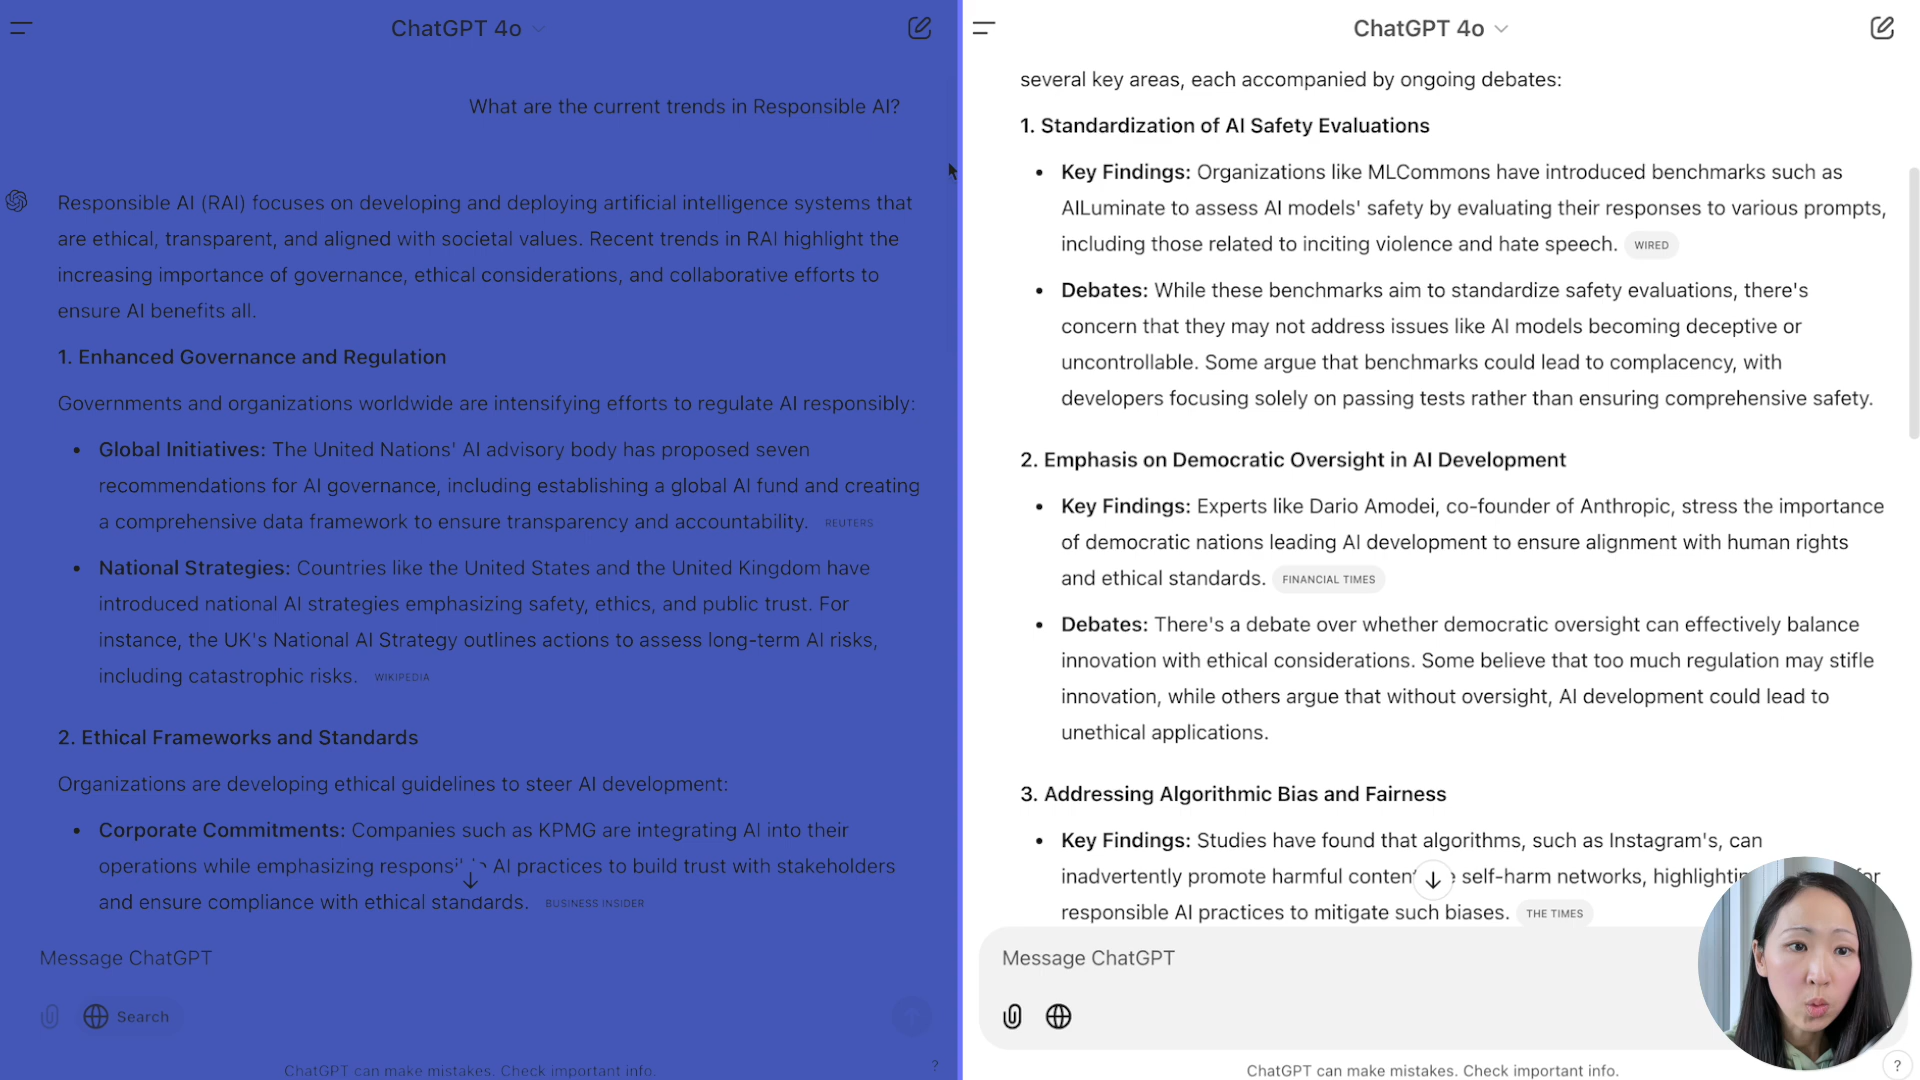 ChatGPT 4o
What are the current trends in Responsible AI?
Responsible AI (RAI) focuses on developing and deploying artificial intelligence systems that
are ethical, transparent, and aligned with societal values. Recent trends in RAI highlight the
increasing importance of governance, ethical considerations, and collaborative efforts to
ensure AI benefits all.
1. Enhanced Governance and Regulation
Governments and organizations worldwide are intensifying efforts to regulate AI responsibly:
• Global Initiatives: The United Nations' AI advisory body has proposed seven
recommendations for AI governance, including establishing a global AI fund and creating
a comprehensive data framework to ensure transparency and accountability. REUTERS
• National Strategies: Countries like the United States and the United Kingdom have
introduced national AI strategies emphasizing safety, ethics, and public trust. For
instance, the UK's National AI Strategy outlines actions to assess long-term AI risks,
including catastrophic risks. WIKIPEDIA
2. Ethical Frameworks and Standards
Organizations are developing ethical guidelines to steer AI development:
• Corporate Commitments: Companies such as KPMG are integrating AI into their
operations while emphasizing AI practices to build trust with stakeholders
and ensure compliance with ethical standards. BUSINESS INSIDER
Message ChatGPT
Search
ChatGPT can make mistakes. Check important info.
?
ChatGPT 4o
several key areas, each accompanied by ongoing debates:
1. Standardization of AI Safety Evaluations
• Key Findings: Organizations like MLCommons have introduced benchmarks such as
AILuminate to assess AI models' safety by evaluating their responses to various prompts,
including those related to inciting violence and hate speech. WIRED
• Debates: While these benchmarks aim to standardize safety evaluations, there's
concern that they may not address issues like AI models becoming deceptive or
uncontrollable. Some argue that benchmarks could lead to complacency, with
developers focusing solely on passing tests rather than ensuring comprehensive safety.
2. Emphasis on Democratic Oversight in AI Development
• Key Findings: Experts like Dario Amodei, co-founder of Anthropic, stress the importance
of democratic nations leading AI development to ensure alignment with human rights
and ethical standards. FINANCIAL TIMES
• Debates: There's a debate over whether democratic oversight can effectively balance
innovation with ethical considerations. Some believe that too much regulation may stifle
innovation, while others argue that without oversight, AI development could lead to
unethical applications.
3. Addressing Algorithmic Bias and Fairness
• Key Findings: Studies have found that algorithms, such as Instagram's, can
inadvertently promote harmful content self-harm networks,
responsible AI practices to mitigate such biases. THE TIMES
Message ChatGPT
ChatGPT can make mistakes. Check important info.
?